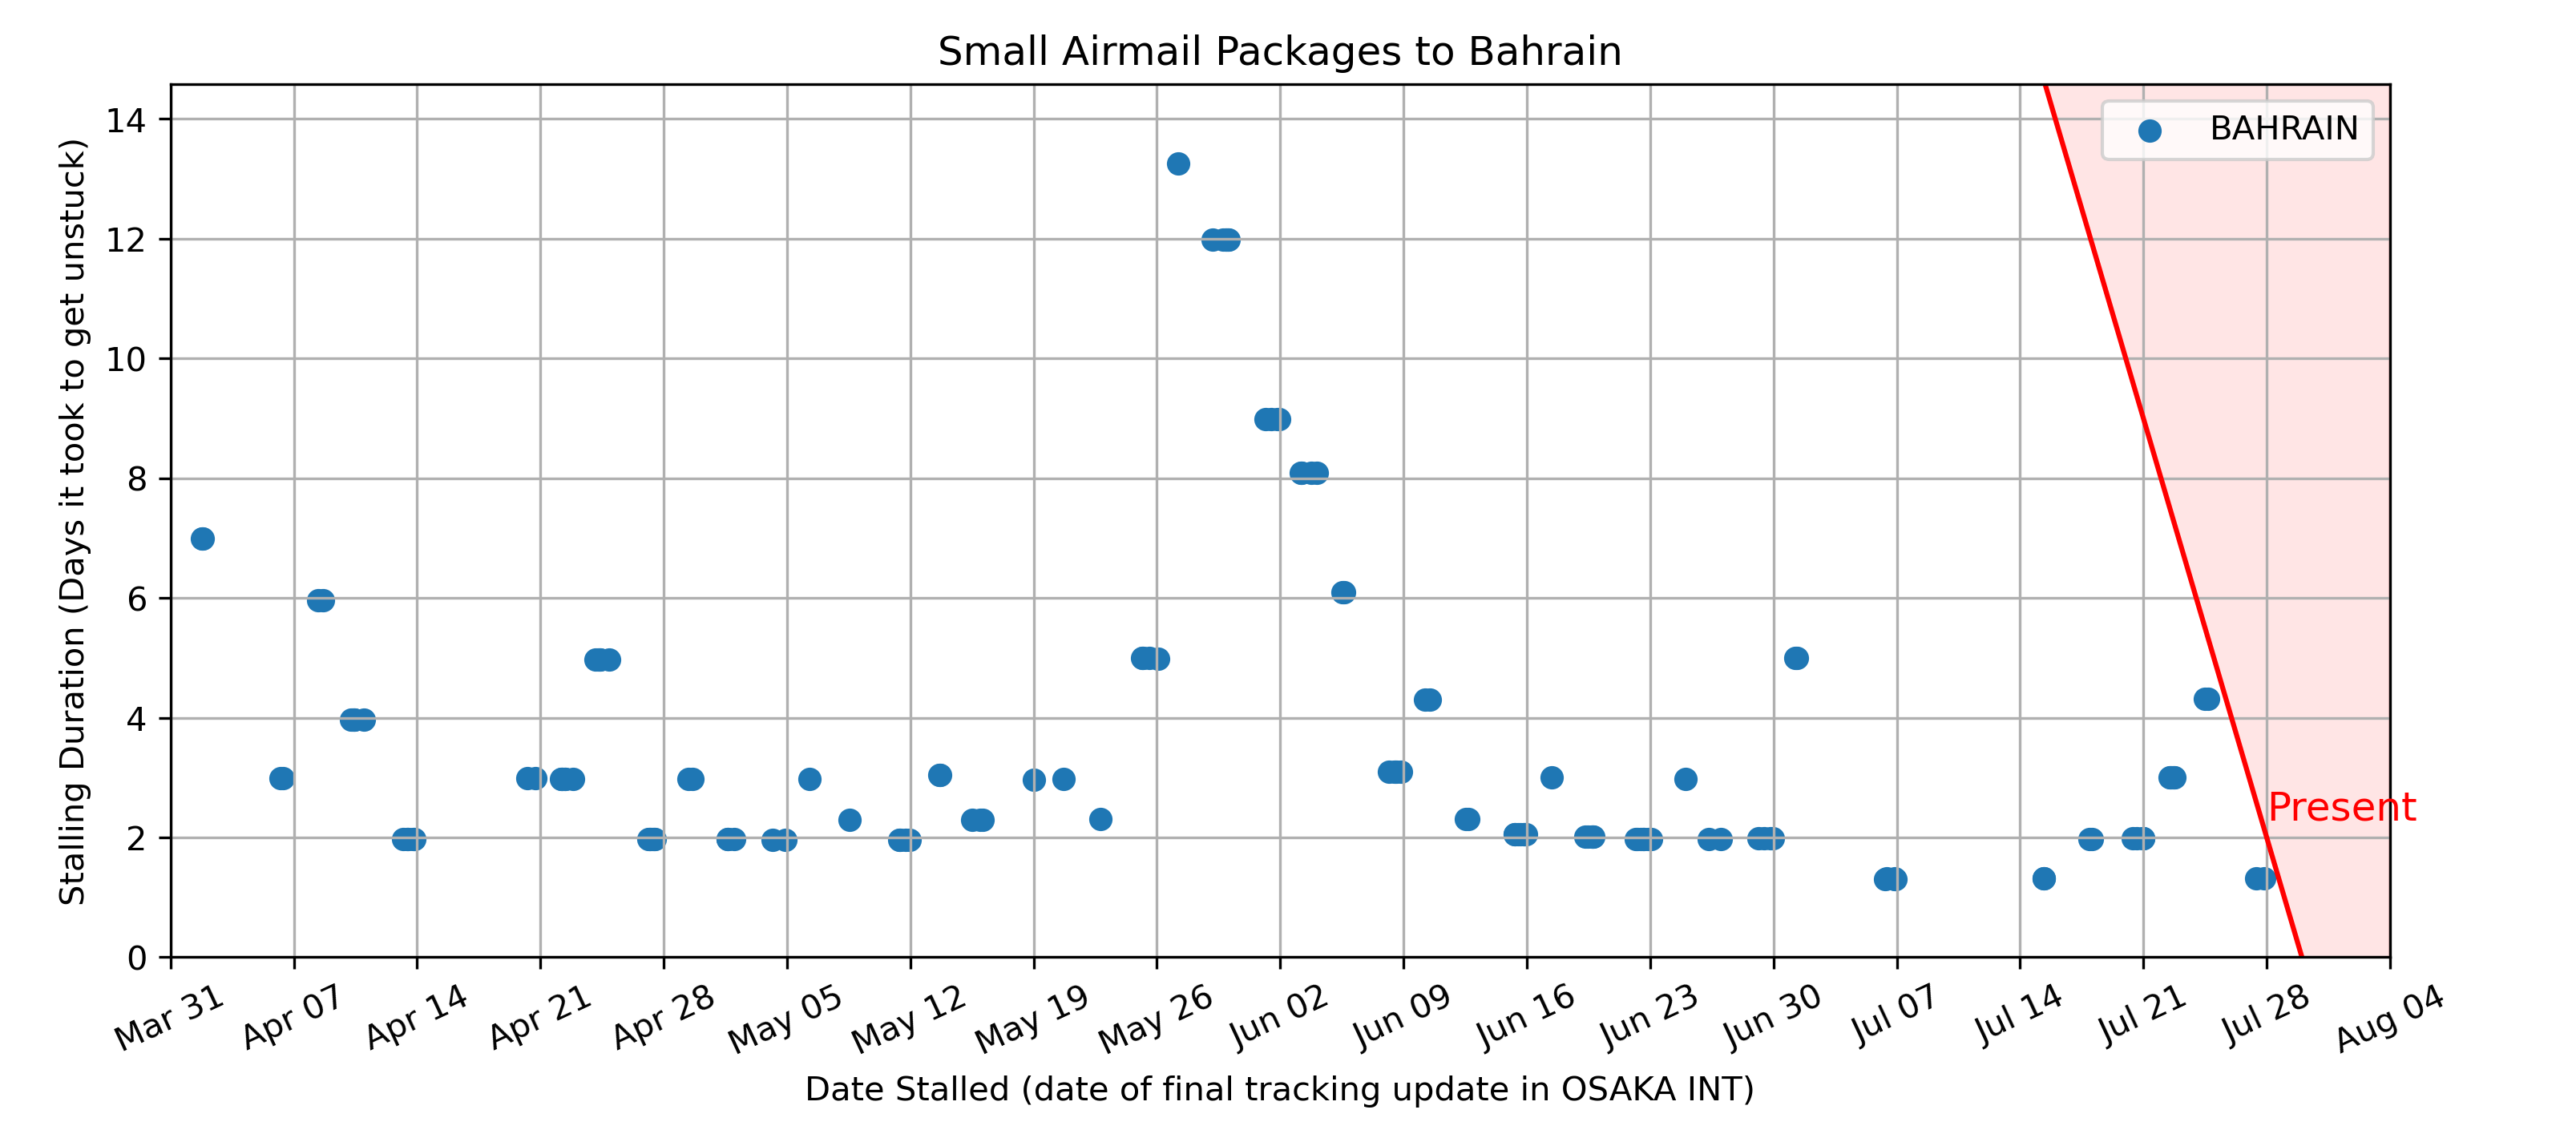 Small Airmail Packages to Bahrain
BAHRAIN
Stalling Duration (Days it took to get unstuck)
14
12
10
8
6
4
2
0
Present
Mar 31 Apr 07 Apr 14 Apr 21 Apr 28 May 05 May 12 May 19 May 26 Jun 02 Jun 09 Jun 16 Jun 23 Jun 30 Jul 07 Jul 14 Jul 21 Jul 28 Aug 04
Date Stalled (date of final tracking update in OSAKA INT)